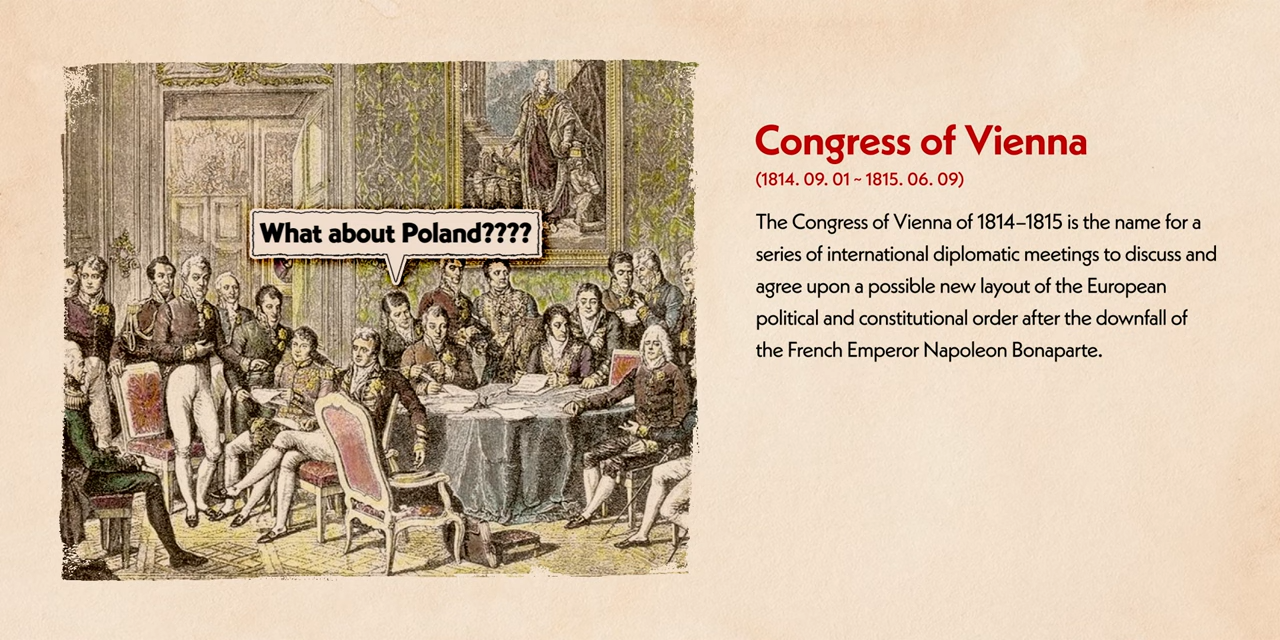 What about Poland????
Congress of Vienna
(1814. 09. 01 ~ 1815. 06. 09)
The Congress of Vienna of 1814–1815 is the name for a
series of international diplomatic meetings to discuss and
agree upon a possible new layout of the European
political and constitutional order after the downfall of
the French Emperor Napoleon Bonaparte.